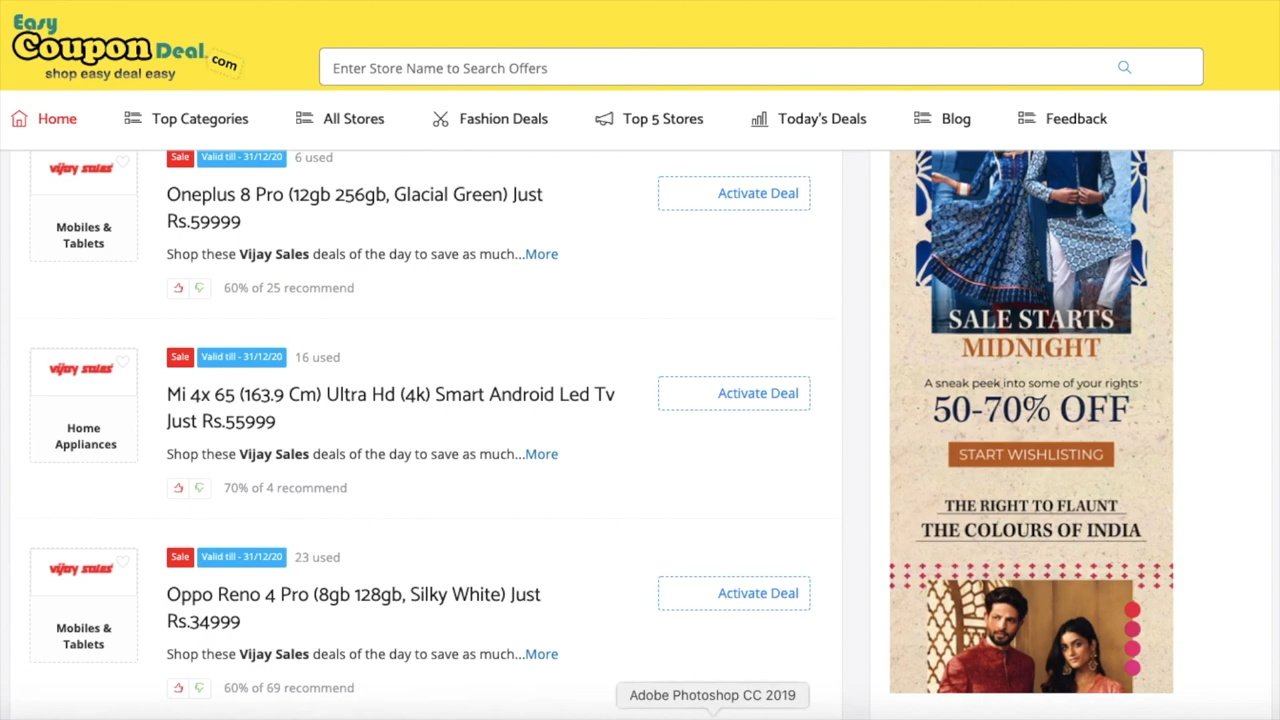 Easy
Coupon Deal.com
shop easy deal easy
Enter Store Name to Search Offers
Home
Top Categories
All Stores
Fashion Deals
Top 5 Stores
Today's Deals
Blog
Feedback
vijay sales
Mobiles &
Tablets
Sale Valid till - 31/12/20 6 used
Oneplus 8 Pro (12gb 256gb, Glacial Green) Just
Rs.59999
Shop these Vijay Sales deals of the day to save as much...More
60% of 25 recommend
Activate Deal
vijay sales
Home
Appliances
Sale Valid till - 31/12/20 16 used
Mi 4x 65 (163.9 Cm) Ultra Hd (4k) Smart Android Led Tv
Just Rs.55999
Shop these Vijay Sales deals of the day to save as much...More
70% of 4 recommend
Activate Deal
vijay sales
Mobiles &
Tablets
Sale Valid till - 31/12/20 23 used
Oppo Reno 4 Pro (8gb 128gb, Silky White) Just
Rs.34999
Shop these Vijay Sales deals of the day to save as much...More
60% of 69 recommend
Activate Deal
SALE STARTS
MIDNIGHT
A sneak peek into some of your rights
50-70% OFF
START WISHLISTING
THE RIGHT TO FLAUNT
THE COLOURS OF INDIA
Adobe Photoshop CC 2019